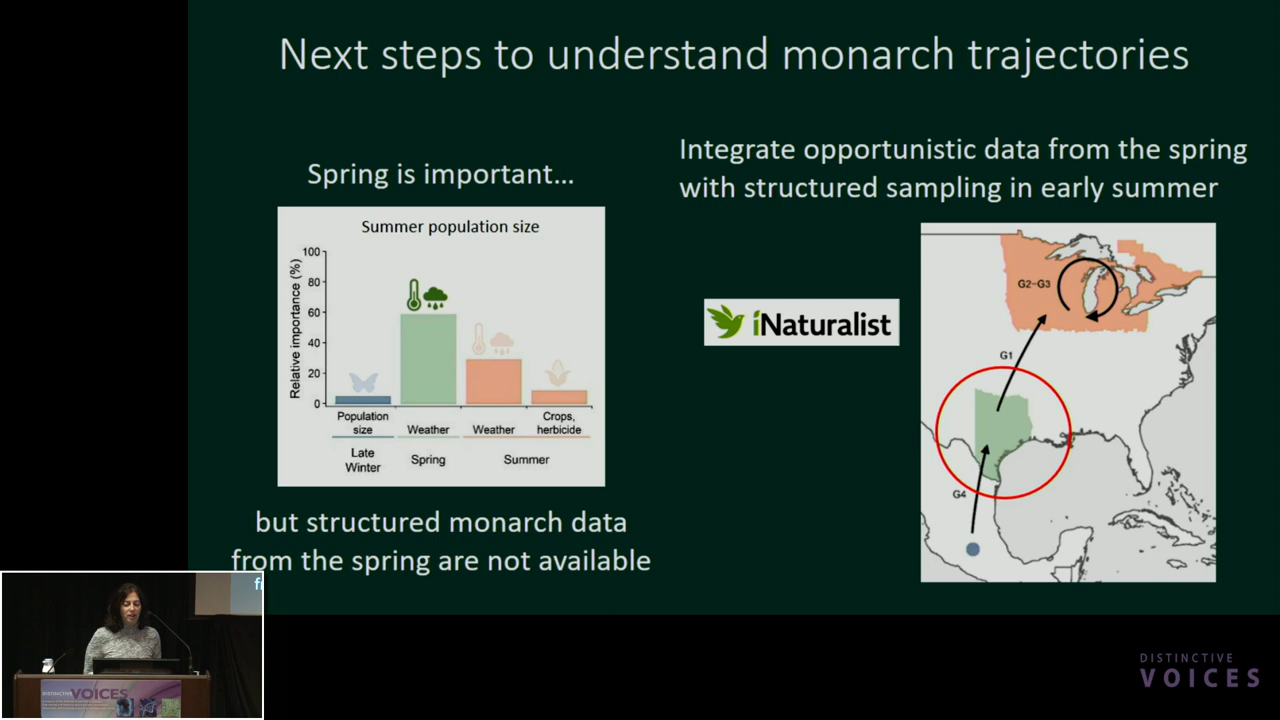 Next steps to understand monarch trajectories
Spring is important...
Summer population size
Relative importance (%)
100
80
60
40
20
0
Population size
Weather
Weather
Crops, herbicide
Late Winter
Spring
Summer
but structured monarch data
from the spring are not available
Integrate opportunistic data from the spring
with structured sampling in early summer
iNaturalist
G2-G3
G1
G4
DISTINCTIVE VOICES
DISTINCTIVE
VOICES